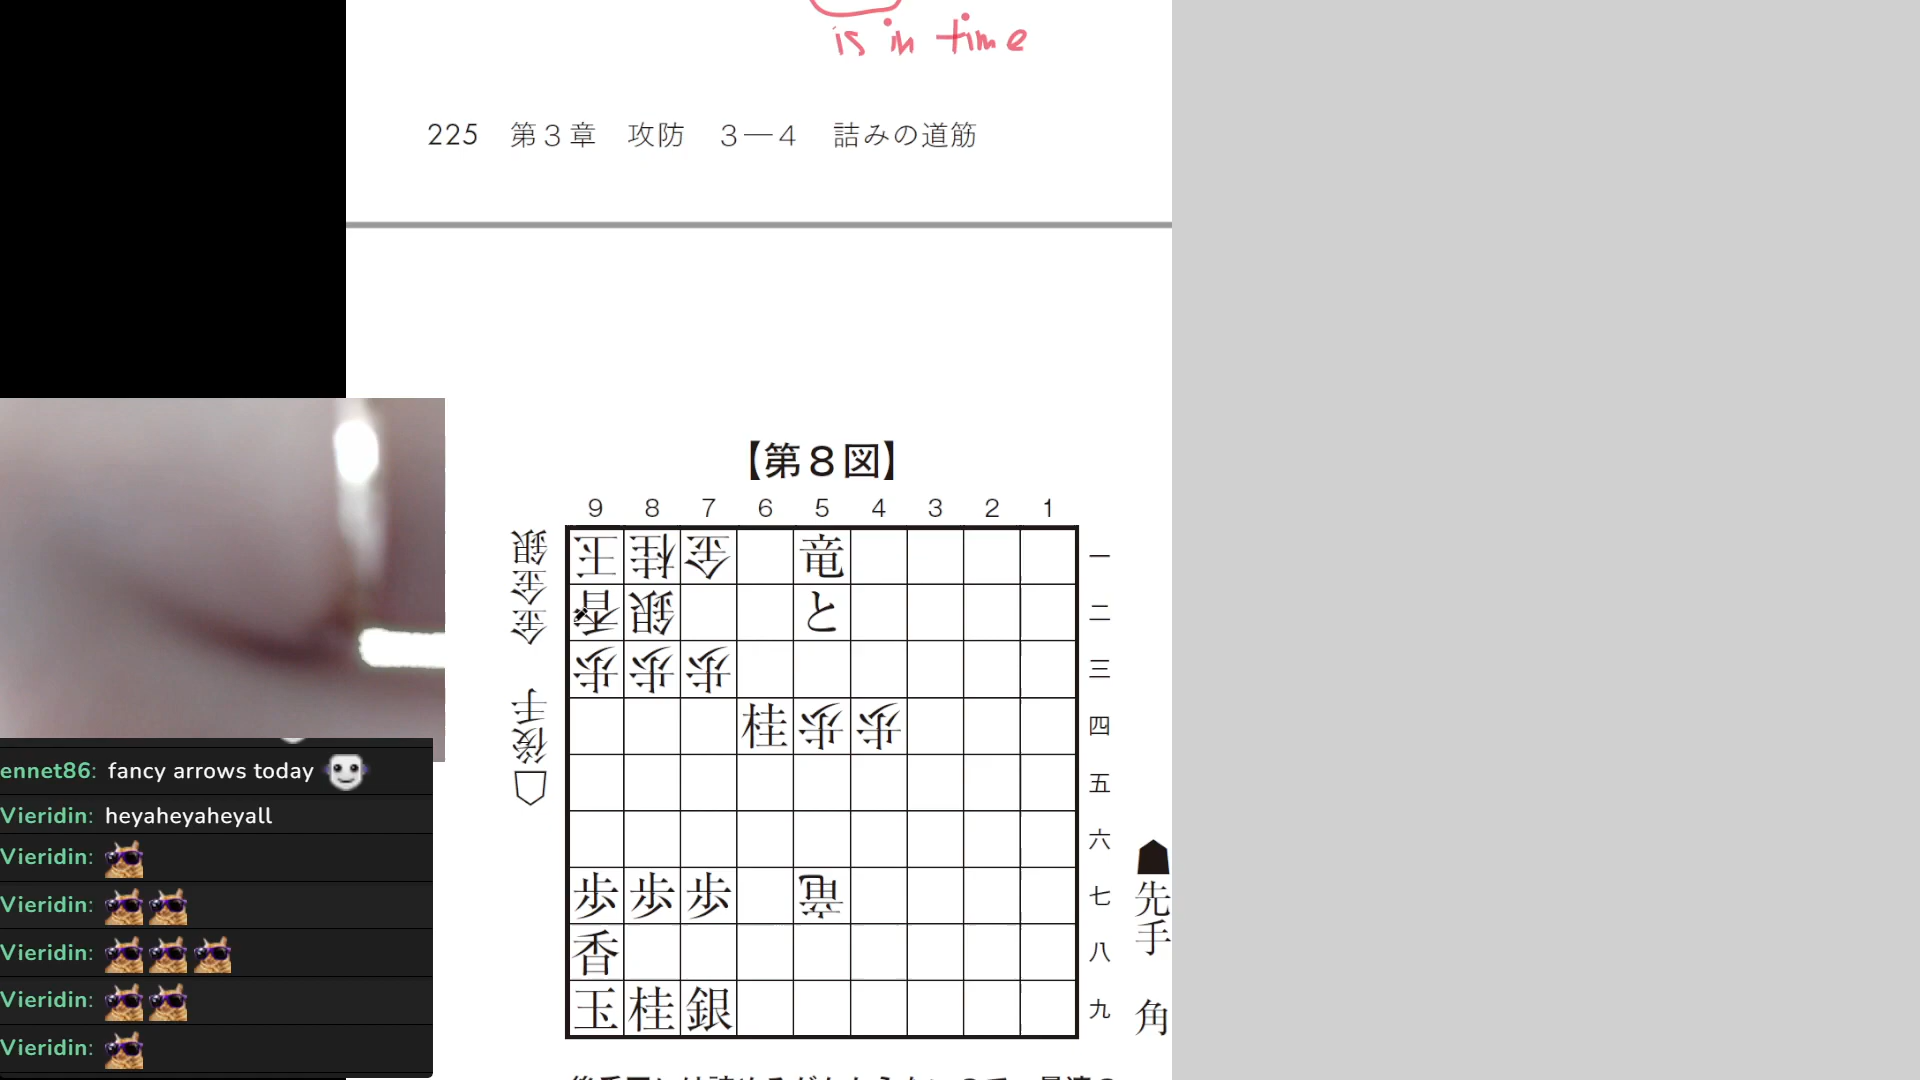 is in time
225 第3章 攻防 3―4 詰みの道筋
【第8図】
9 8 7 6 5 4 3 2 1
王 桂 金 竜 一
香 銀 と 二
歩 歩 歩 三
桂 歩 歩 四
五
六
歩 歩 歩 竜 七
香 八
玉 桂 銀 九
後手 金金銀
先手 角
ennet86: fancy arrows today
Vieridin: heyaheyaheyall
Vieridin:
Vieridin:
Vieridin:
Vieridin:
Vieridin: